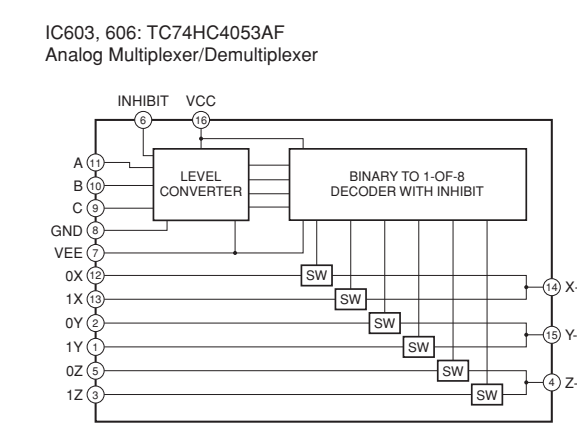 IC603, 606: TC74HC4053AF
Analog Multiplexer/Demultiplexer
INHIBIT VCC
6 16
A 11
B 10
C 9
GND 8
VEE 7
LEVEL
CONVERTER
BINARY TO 1-OF-8
DECODER WITH INHIBIT
0X 12 SW
14 X-
1X 13 SW
0Y 2 SW
15 Y-
1Y 1 SW
0Z 5 SW
4 Z-
1Z 3 SW